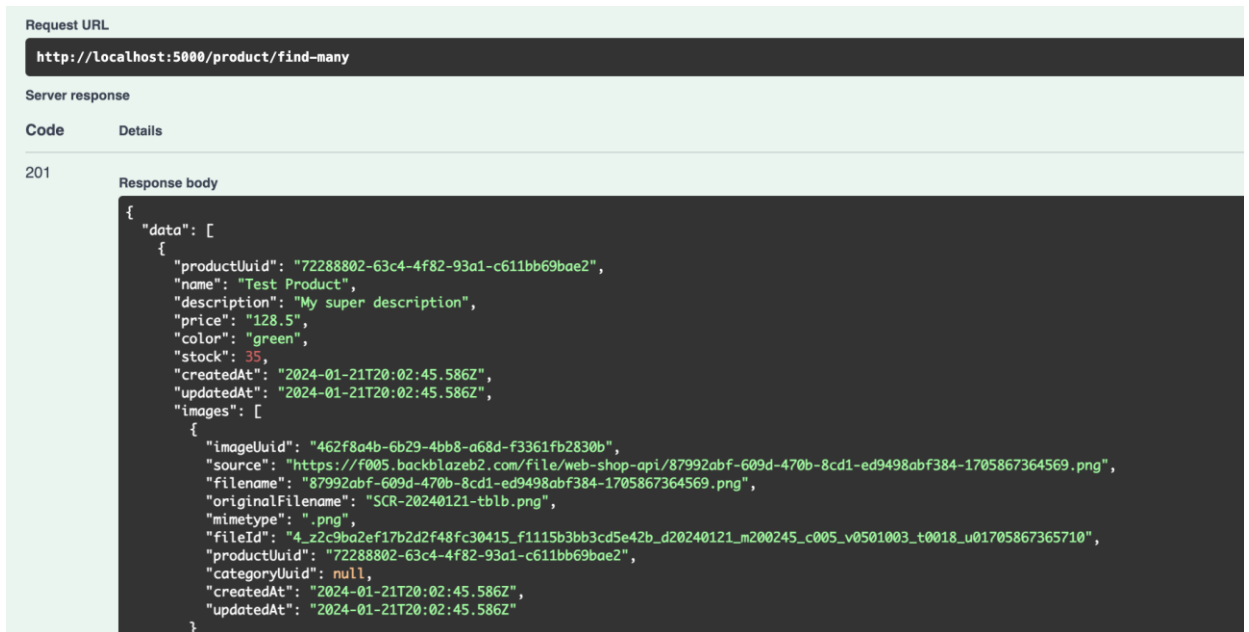 Request URL
http://localhost:5000/product/find-many
Server response
Code Details
201
Response body
{
"data": [
{
"productUuid": "72288802-63c4-4f82-93a1-c611bb69bae2",
"name": "Test Product",
"description": "My super description",
"price": "128.5",
"color": "green",
"stock": 35,
"createdAt": "2024-01-21T20:02:45.586Z",
"updatedAt": "2024-01-21T20:02:45.586Z",
"images": [
{
"imageUuid": "462f8a4b-6b29-4bb8-a68d-f3361fb2830b",
"source": "https://f005.backblazeb2.com/file/web-shop-api/87992abf-609d-470b-8cd1-ed9498abf384-1705867364569.png",
"filename": "87992abf-609d-470b-8cd1-ed9498abf384-1705867364569.png",
"originalFilename": "SCR-20240121-tblb.png",
"mimetype": ".png",
"fileId": "4_z2c9ba2ef17b2d2f48fc30415_f1115b3bb3cd5e42b_d20240121_m200245_c005_v0501003_t0018_u01705867365710",
"productUuid": "72288802-63c4-4f82-93a1-c611bb69bae2",
"categoryUuid": null,
"createdAt": "2024-01-21T20:02:45.586Z",
"updatedAt": "2024-01-21T20:02:45.586Z"
}